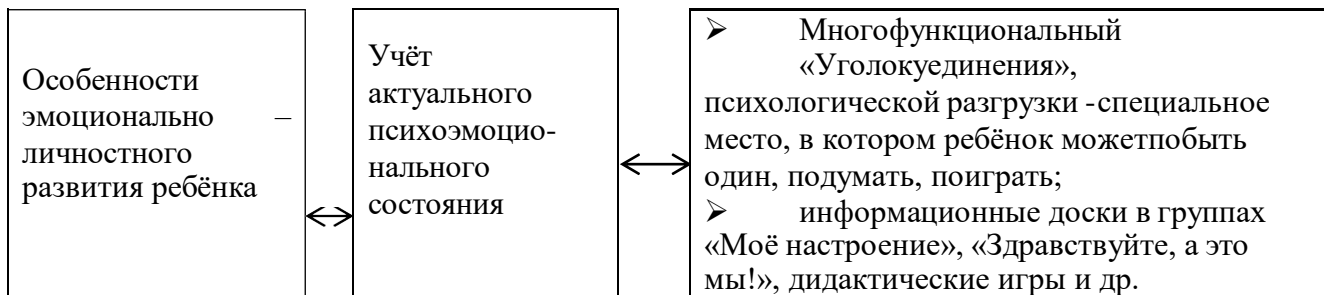 Особенности
эмоционально –
личностного
развития ребёнка
Учёт
актуального
психоэмоцио-
нального
состояния
➢ Многофункциональный
«Уголокуединения»,
психологической разгрузки -специальное
место, в котором ребёнок можетпобыть
один, подумать, поиграть;
➢ информационные доски в группах
«Моё настроение», «Здравствуйте, а это
мы!», дидактические игры и др.